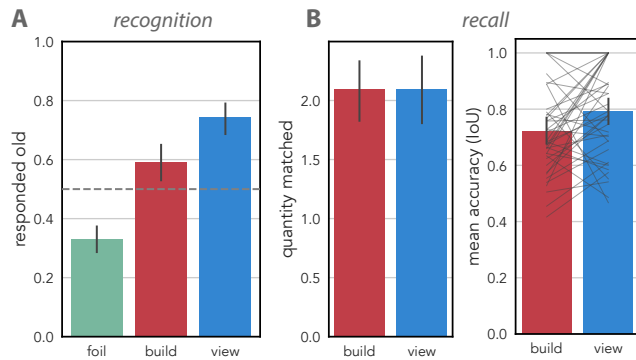 A
recognition
responded old
1.0
0.8
0.6
0.4
0.2
0.0
foil
build
view
B
recall
quantity matched
2.0
1.5
1.0
0.5
0.0
build
view
mean accuracy (IoU)
1.0
0.8
0.6
0.4
0.2
0.0
build
view